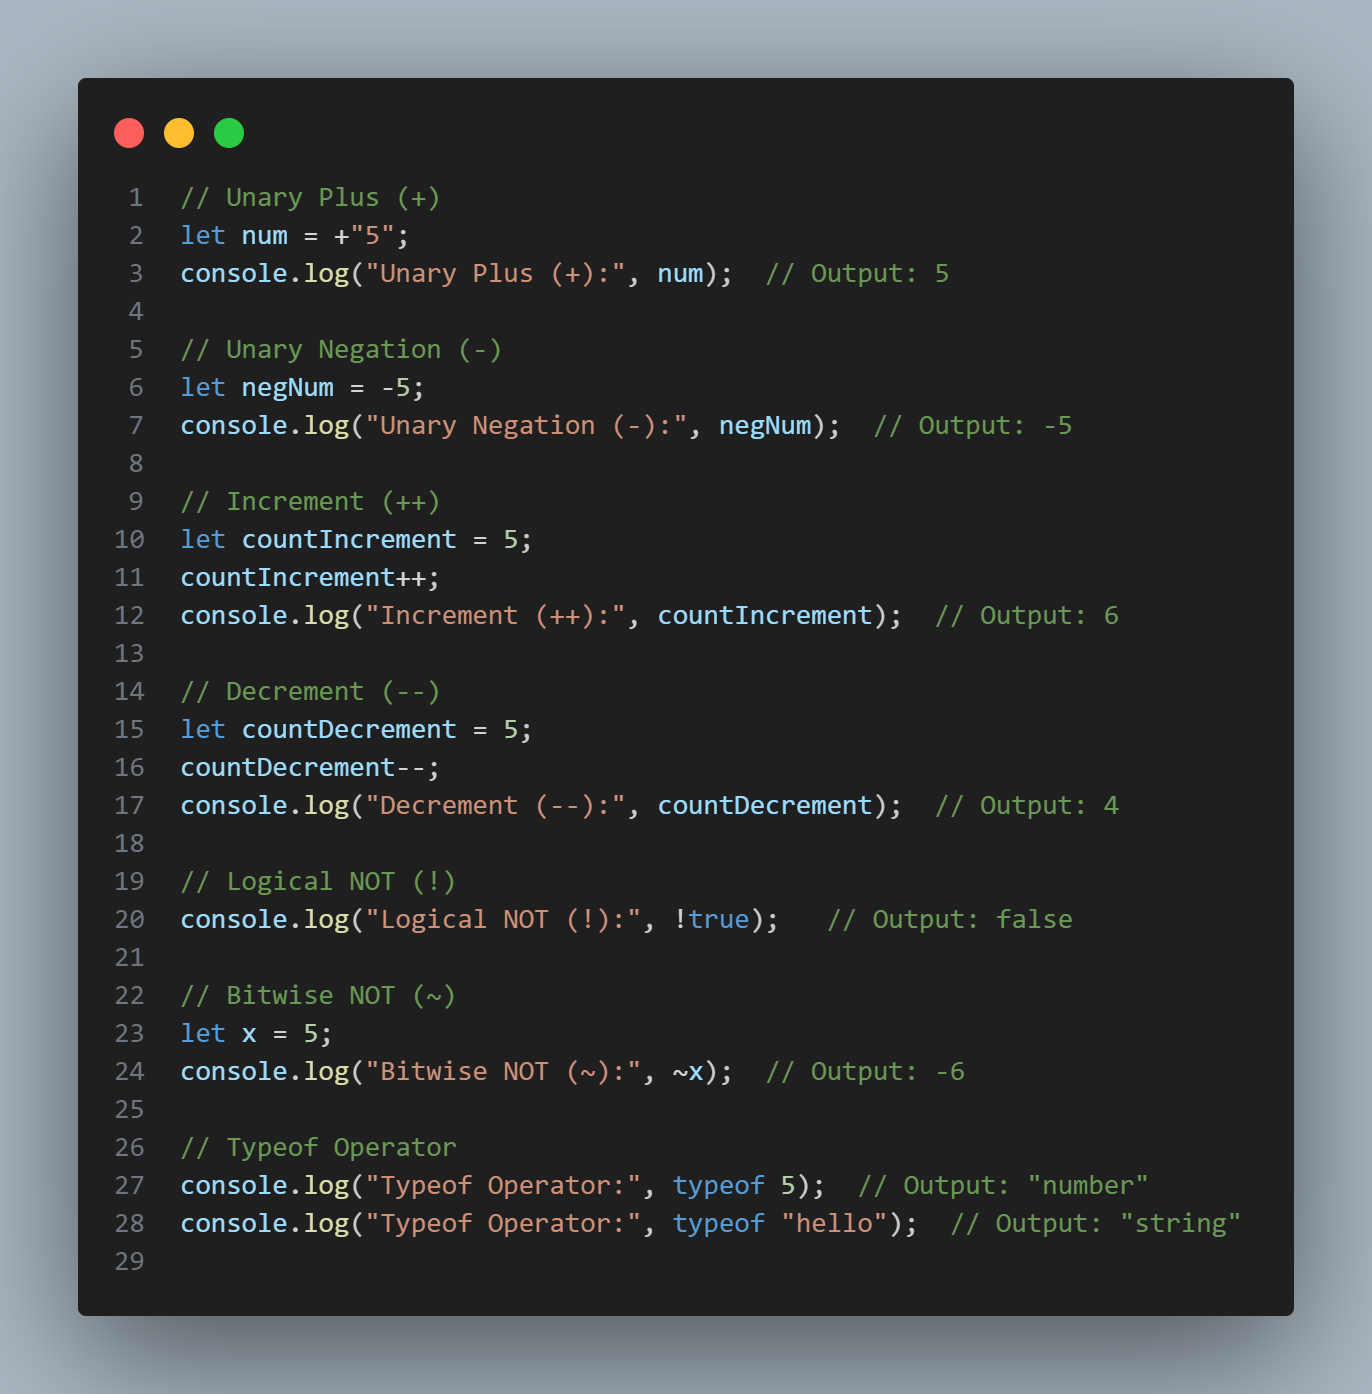 1 // Unary Plus (+)
2 let num = +"5";
3 console.log("Unary Plus (+):", num);  // Output: 5
4
5 // Unary Negation (-)
6 let negNum = -5;
7 console.log("Unary Negation (-):", negNum);  // Output: -5
8
9 // Increment (++)
10 let countIncrement = 5;
11 countIncrement++;
12 console.log("Increment (++):", countIncrement);  // Output: 6
13
14 // Decrement (--)
15 let countDecrement = 5;
16 countDecrement--;
17 console.log("Decrement (--):", countDecrement);  // Output: 4
18
19 // Logical NOT (!)
20 console.log("Logical NOT (!):", !true);   // Output: false
21
22 // Bitwise NOT (~)
23 let x = 5;
24 console.log("Bitwise NOT (~):", ~x);  // Output: -6
25
26 // Typeof Operator
27 console.log("Typeof Operator:", typeof 5);  // Output: "number"
28 console.log("Typeof Operator:", typeof "hello");  // Output: "string"
29